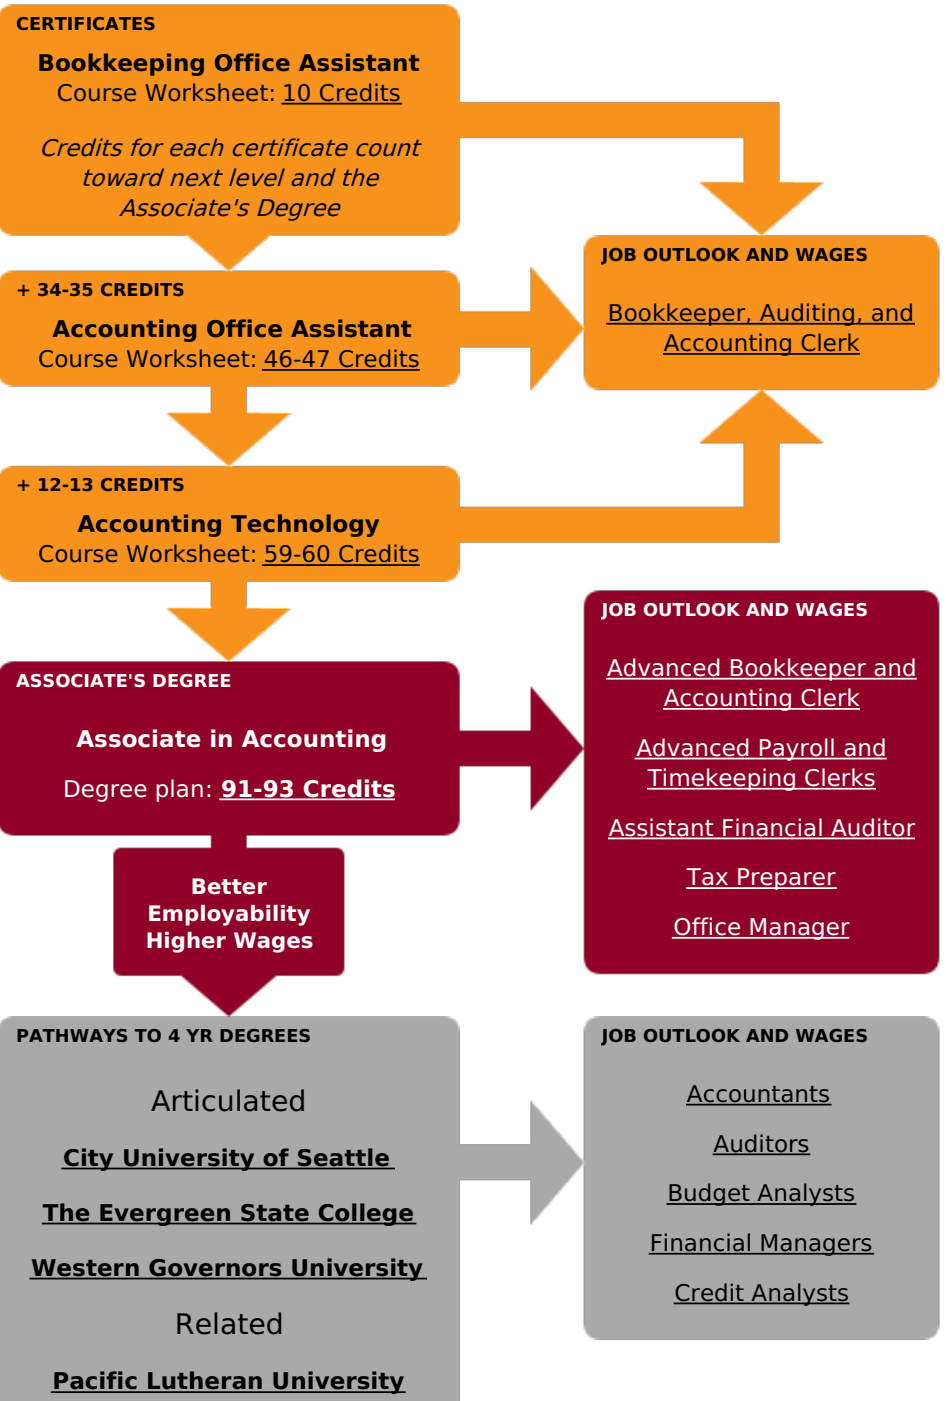 CERTIFICATES
Bookkeeping Office Assistant
Course Worksheet: 10 Credits
Credits for each certificate count
toward next level and the
Associate's Degree
JOB OUTLOOK AND WAGES
Bookkeeper, Auditing, and
Accounting Clerk
+ 34-35 CREDITS
Accounting Office Assistant
Course Worksheet: 46-47 Credits
+ 12-13 CREDITS
Accounting Technology
Course Worksheet: 59-60 Credits
ASSOCIATE'S DEGREE
Associate in Accounting
Degree plan: 91-93 Credits
JOB OUTLOOK AND WAGES
Advanced Bookkeeper and
Accounting Clerk
Advanced Payroll and
Timekeeping Clerks
Assistant Financial Auditor
Tax Preparer
Office Manager
Better
Employability
Higher Wages
PATHWAYS TO 4 YR DEGREES
Articulated
City University of Seattle
The Evergreen State College
Western Governors University
Related
Pacific Lutheran University
JOB OUTLOOK AND WAGES
Accountants
Auditors
Budget Analysts
Financial Managers
Credit Analysts